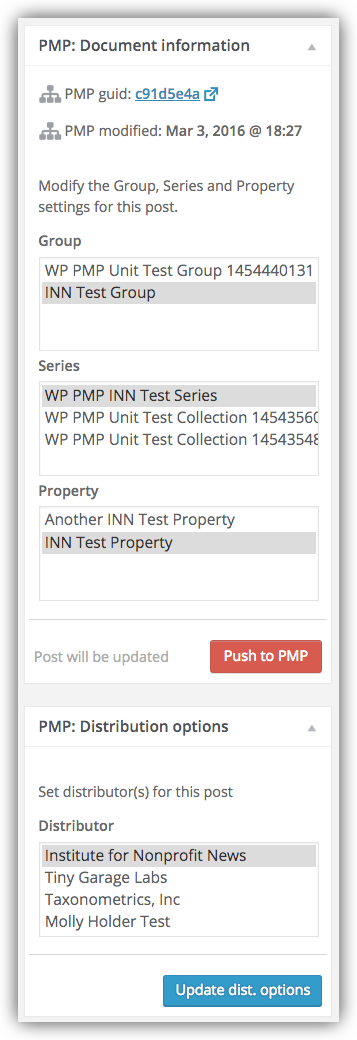 PMP: Document information
PMP guid: c91d5e4a
PMP modified: Mar 3, 2016 @ 18:27
Modify the Group, Series and Property
settings for this post.
Group
WP PMP Unit Test Group 1454440131
INN Test Group
Series
WP PMP INN Test Series
WP PMP Unit Test Collection 14543560
WP PMP Unit Test Collection 14543548
Property
Another INN Test Property
INN Test Property
Post will be updated Push to PMP
PMP: Distribution options
Set distributor(s) for this post
Distributor
Institute for Nonprofit News
Tiny Garage Labs
Taxonometrics, Inc
Molly Holder Test
Update dist. options